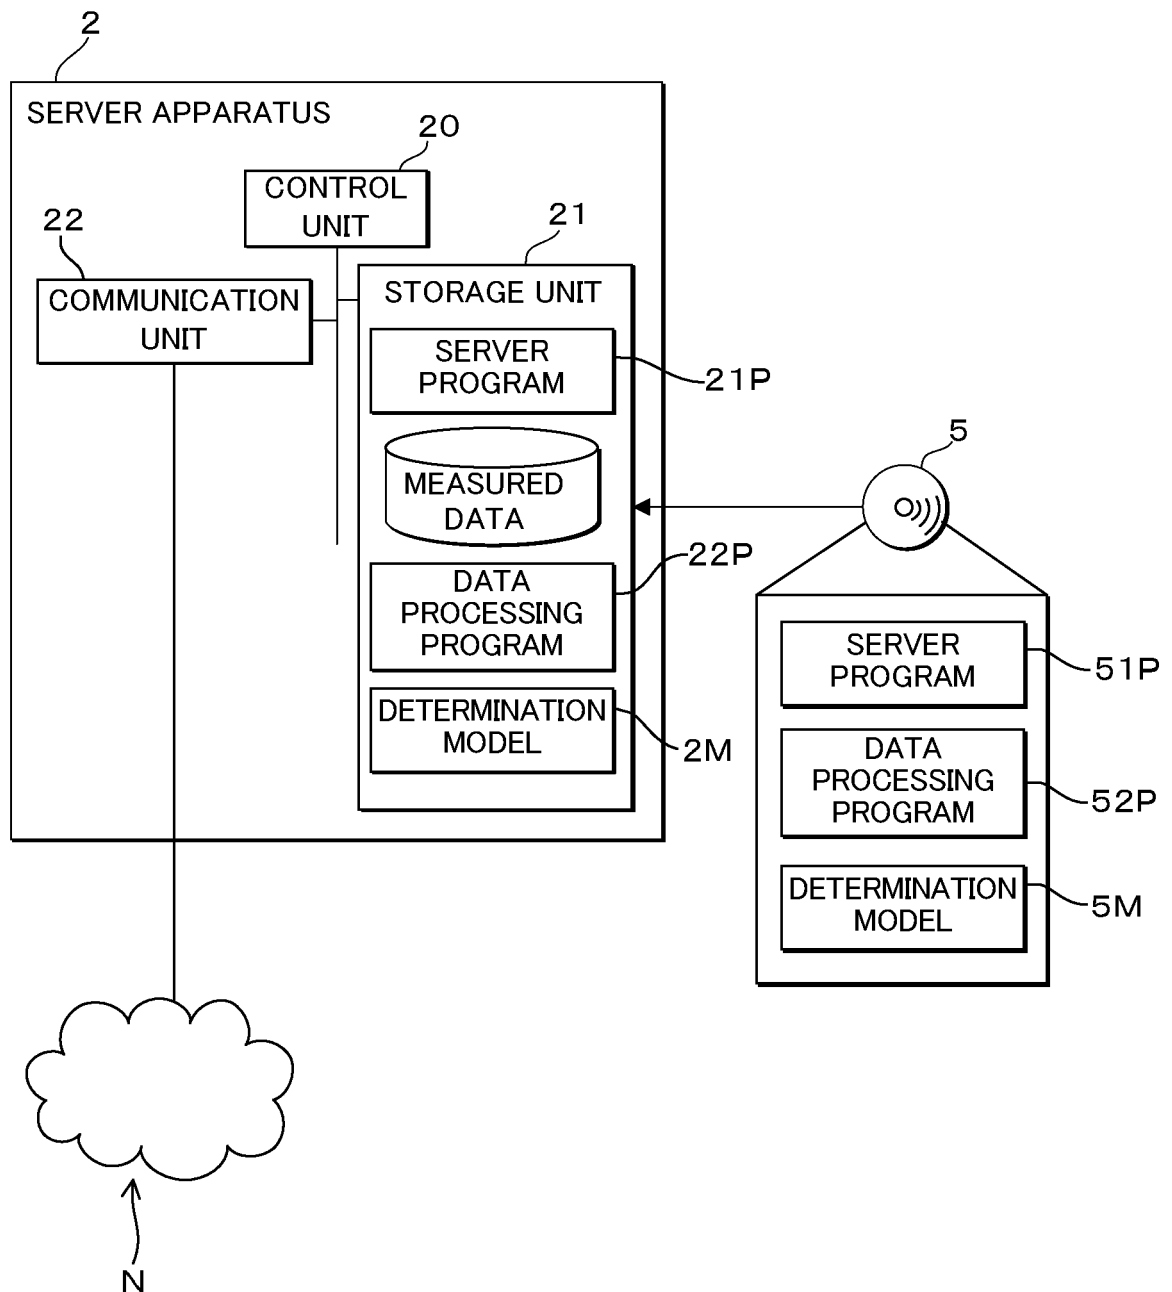 2
SERVER APPARATUS
20
CONTROL
UNIT
22
COMMUNICATION
UNIT
21
STORAGE UNIT
SERVER
PROGRAM
21P
MEASURED
DATA
22P
DATA
PROCESSING
PROGRAM
DETERMINATION
MODEL
2M
5
SERVER
PROGRAM
51P
DATA
PROCESSING
PROGRAM
52P
DETERMINATION
MODEL
5M
N